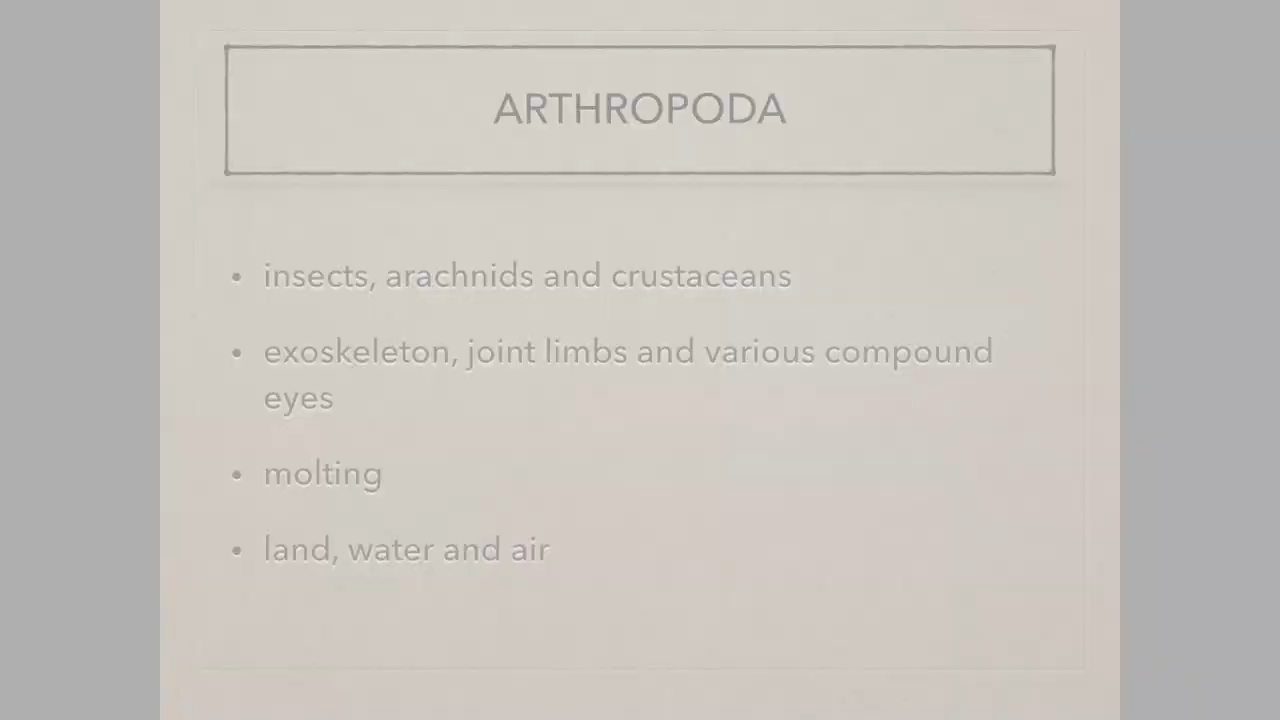 ARTHROPODA
• insects, arachnids and crustaceans
• exoskeleton, joint limbs and various compound
eyes
• molting
• land, water and air